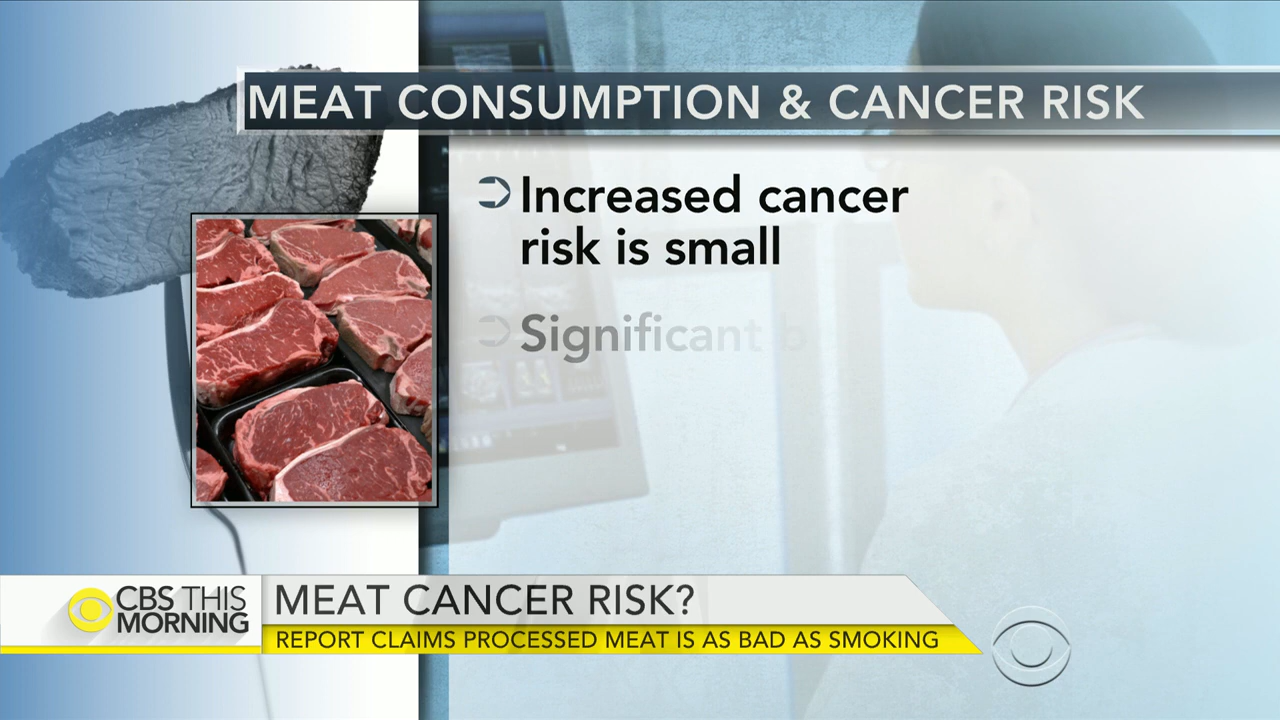 MEAT CONSUMPTION & CANCER RISK
Increased cancer
risk is small
Significant
CBS THIS
MORNING
MEAT CANCER RISK?
REPORT CLAIMS PROCESSED MEAT IS AS BAD AS SMOKING